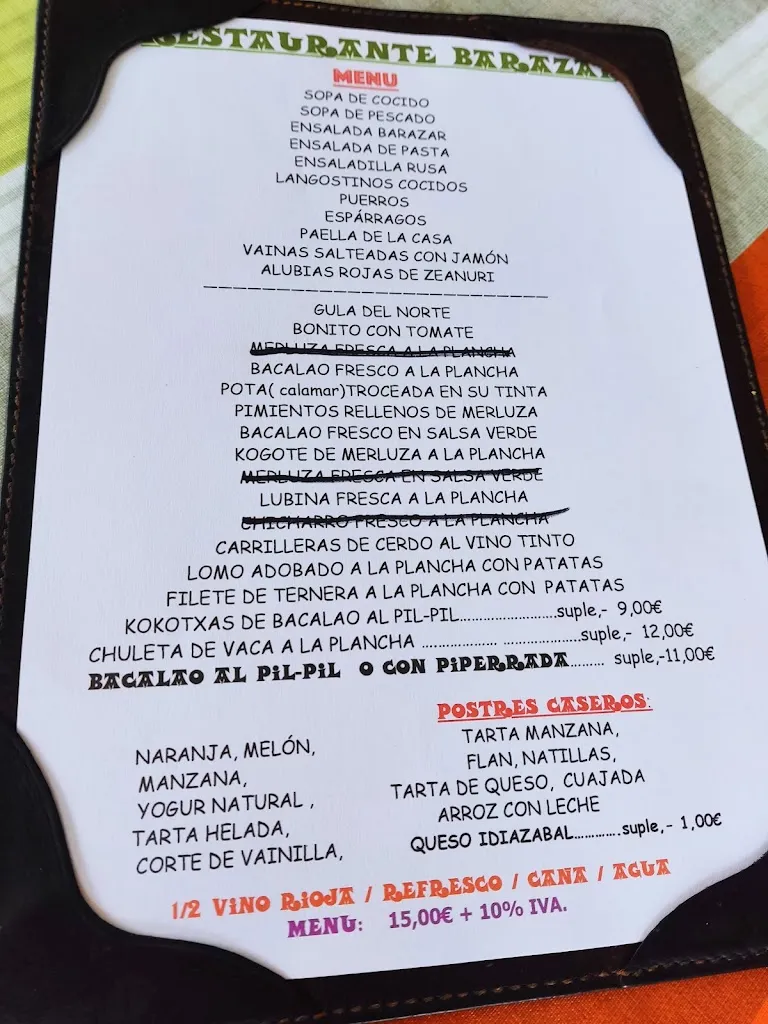 RESTAURANTE BARAZAR
MENU
SOPA DE COCIDO
SOPA DE PESCADO
ENSALADA BARAZAR
ENSALADA DE PASTA
ENSALADILLA RUSA
LANGOSTINOS COCIDOS
PUERROS
ESPÁRRAGOS
PAELLA DE LA CASA
VAINAS SALTEADAS CON JAMÓN
ALUBIAS ROJAS DE ZEANURI
GULA DEL NORTE
BONITO CON TOMATE
MERLUZA FRESCA A LA PLANCHA
BACALAO FRESCO A LA PLANCHA
POTA( calamar)TROCEADA EN SU TINTA
PIMIENTOS RELLENOS DE MERLUZA
BACALAO FRESCO EN SALSA VERDE
KOGOTE DE MERLUZA A LA PLANCHA
MERLUZA FRESCA EN SALSA VERDE
LUBINA FRESCA A LA PLANCHA
CHICHARRO FRESCO A LA PLANCHA
CARRILLERAS DE CERDO AL VINO TINTO
LOMO ADOBADO A LA PLANCHA CON PATATAS
FILETE DE TERNERA A LA PLANCHA CON PATATAS
KOKOTXAS DE BACALAO AL PIL-PIL........................suple,- 9,00€
CHULETA DE VACA A LA PLANCHA ...................................suple,- 12,00€
BACALAO AL PiL-PiL O CON PiPERRADA......... suple,-11,00€
NARANJA, MELÓN,
MANZANA,
YOGUR NATURAL ,
TARTA HELADA,
CORTE DE VAINILLA,
POSTRES CASEROS:
TARTA MANZANA,
FLAN, NATILLAS,
TARTA DE QUESO, CUAJADA
ARROZ CON LECHE
QUESO IDIAZABAL............suple,- 1,00€
1/2 ViNO RiOJA / REFRESCO / CANA / AGUA
MENU: 15,00€ + 10% IVA.